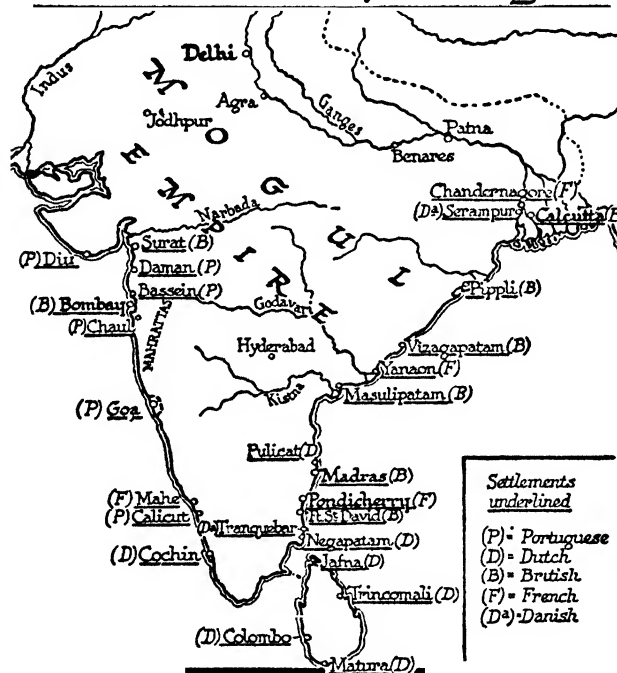 Delhi
Indus
MOGUL
EMPIRE
Agra
Jodhpur
Ganges
Patna
Benares
Chandernagore (F)
(Da) Serampur
Calcutta (B
Narbada
Surat (B)
(P) Diu
Daman (P)
Bassein (P)
(B) Bombay
(P) Chaul
MAHRATTAS
Godavari
Pippli (B)
Hyderabad
Vizagapatam (B)
Yanaon (F)
Kistna
Masulipatam (B)
(P) Goa
Pulicat (D)
Madras (B)
(F) Mahe
Pondicherry (F)
(P) Calicut
Ft. St David (B)
(Da) Tranquebar
Negapatam (D)
(D) Cochin
Jafna (D)
Trincomali (D)
(D) Colombo
Matura (D)
Settlements
underlined
(P) = Portuguese
(D) = Dutch
(B) = British
(F) = French
(Da) = Danish